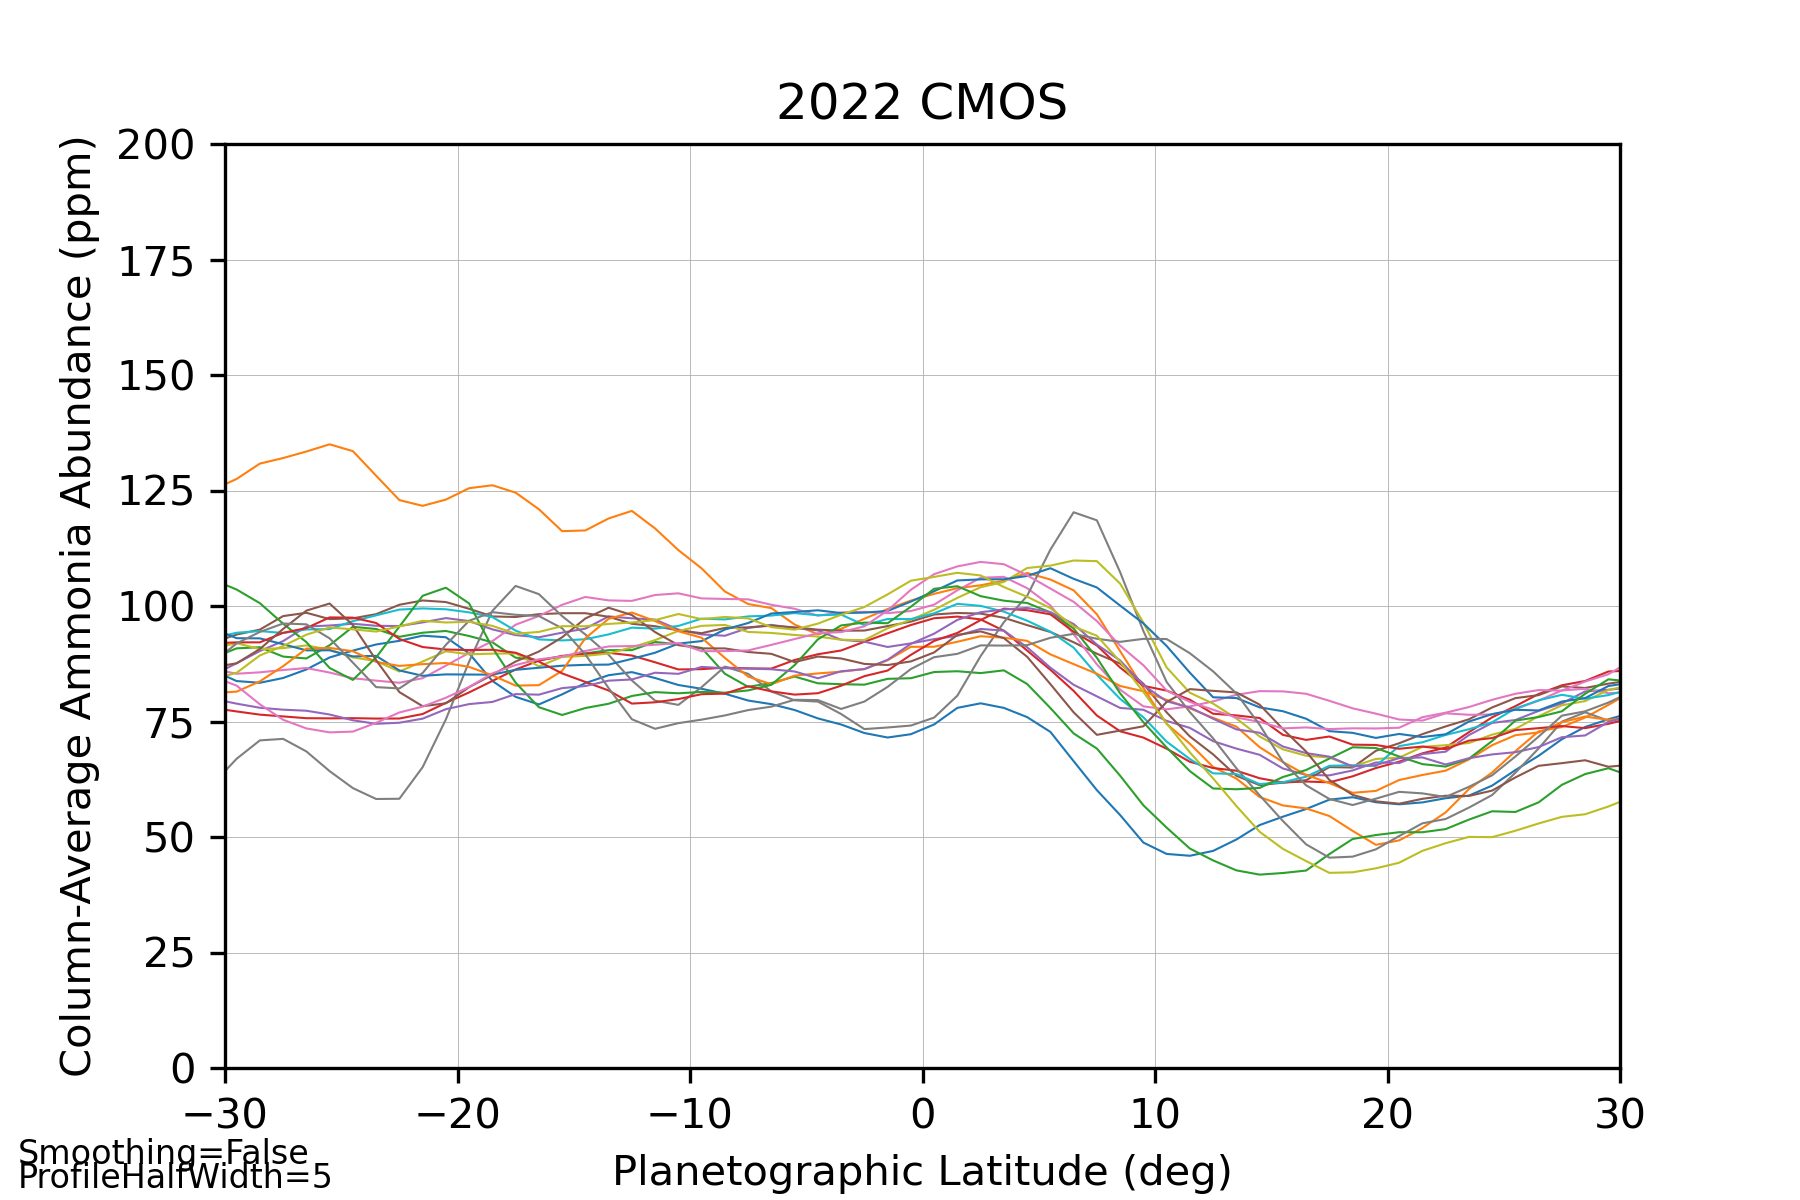 2022 CMOS
Column-Average Ammonia Abundance (ppm)
200
175
150
125
100
75
50
25
0
−30 −20 −10 0 10 20 30
Planetographic Latitude (deg)
Smoothing=False
ProfileHalfWidth=5